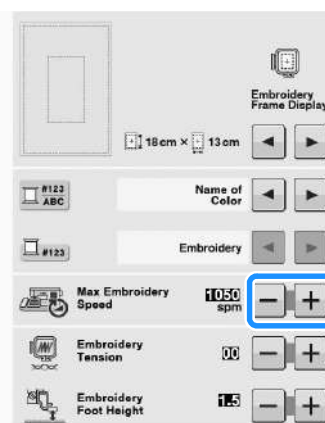 Embroidery
Frame Display
18cm × 13cm
#123
ABC
Name of
Color
#123
Embroidery
Max Embroidery
Speed
1050
spm
Embroidery
Tension
00
Embroidery
Foot Height
1.5